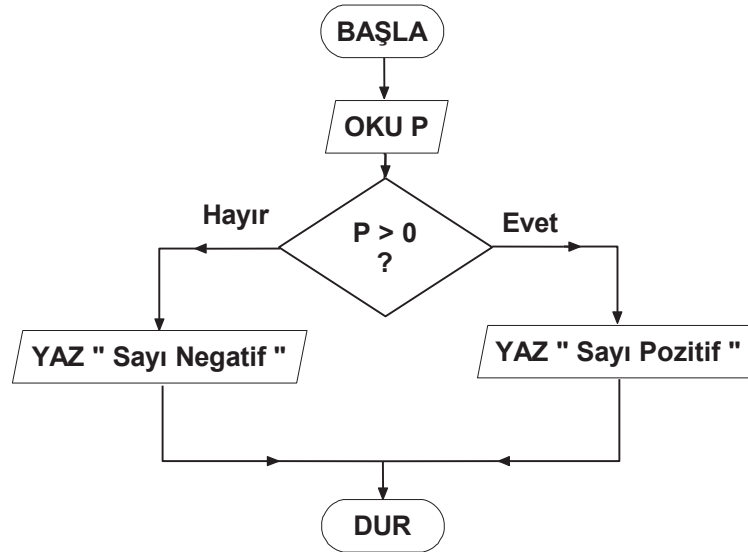 BAŞLA
OKU P
Hayır
P > 0
?
Evet
YAZ " Sayı Negatif "
YAZ " Sayı Pozitif "
DUR